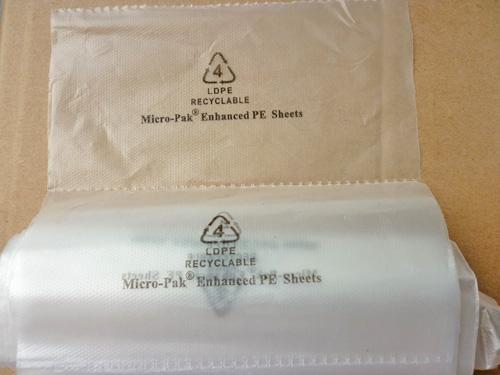 4
LDPE
RECYCLABLE
Micro-Pak® Enhanced PE Sheets
4
LDPE
RECYCLABLE
Micro-Pak® Enhanced PE Sheets